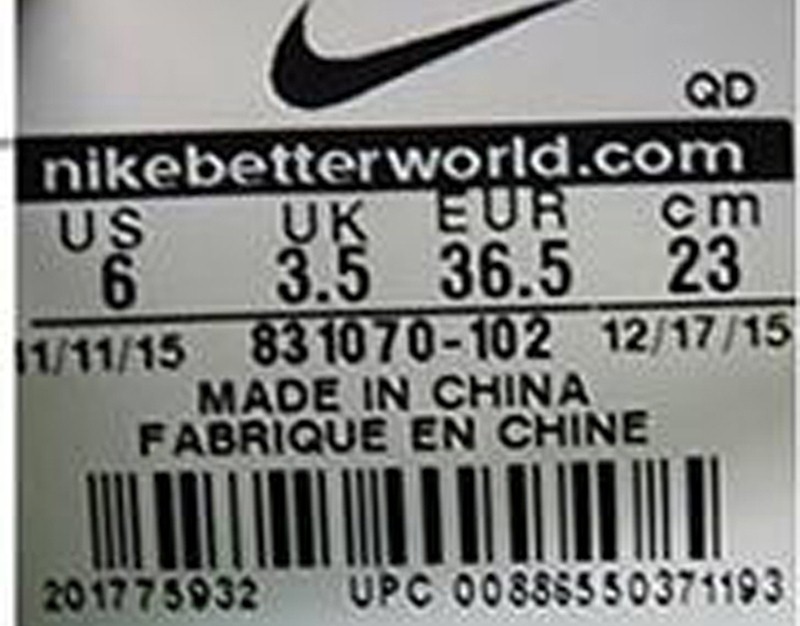 QD
nikebetterworld.com
US UK EUR cm
6 3.5 36.5 23
11/11/15 831070-102 12/17/15
MADE IN CHINA
FABRIQUE EN CHINE
201775932 UPC 00886550371193